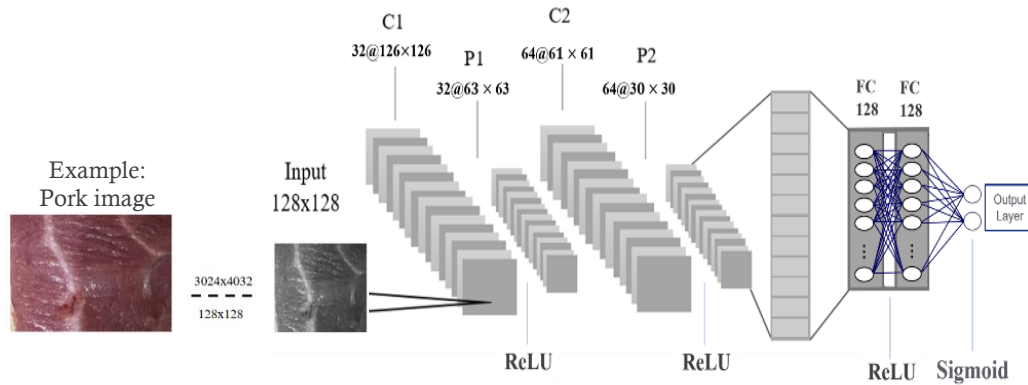 C1
32@126×126
P1
32@63 × 63
C2
64@61 × 61
P2
64@30 × 30
FC
128
FC
128
Example:
Pork image
Input
128x128
3024x4032
128x128
Output
Layer
ReLU
ReLU
ReLU
Sigmoid